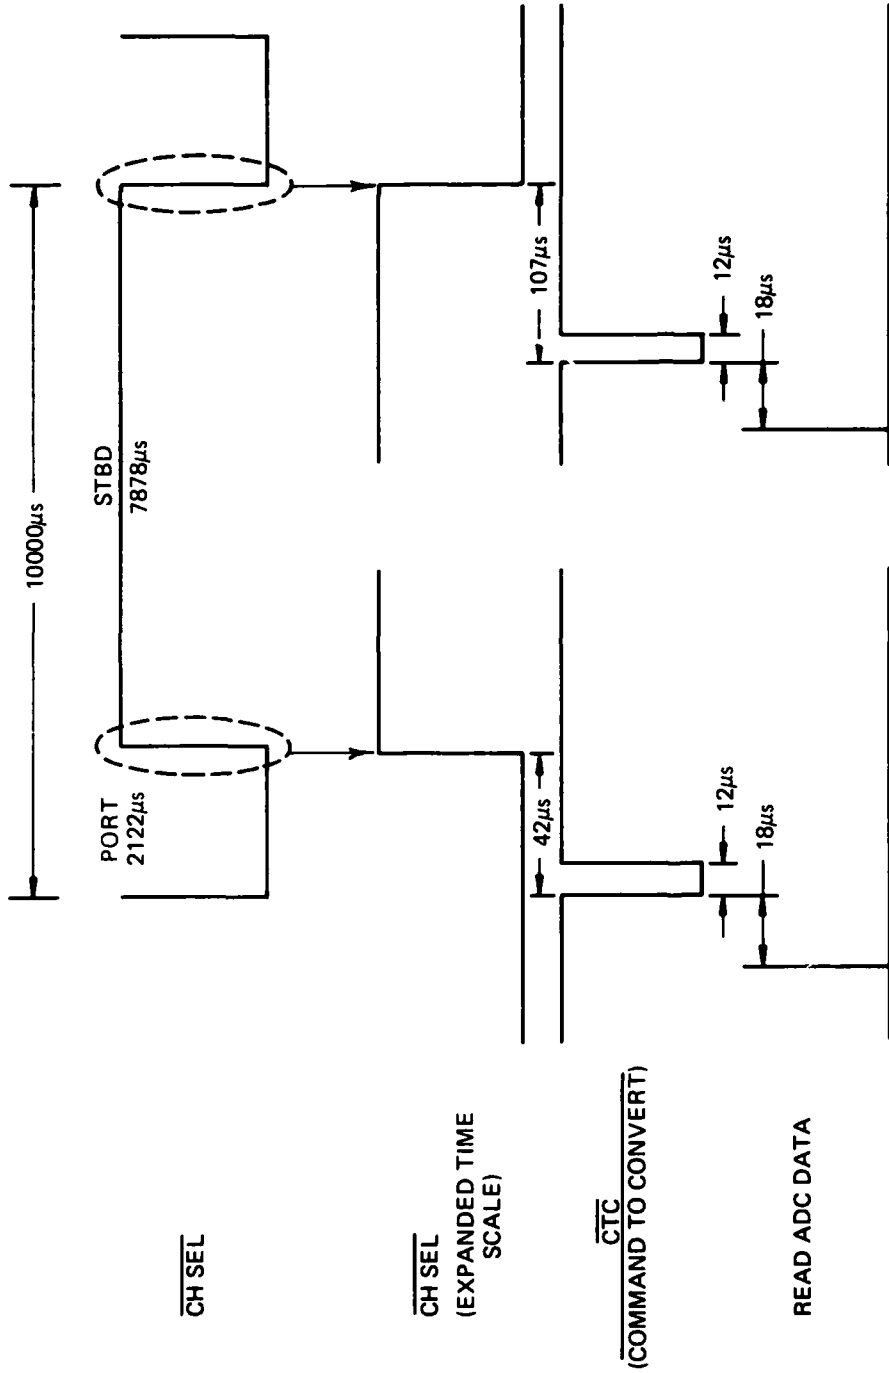 10000µs
PORT
2122µs
STBD
7878µs
CH SEL
CH SEL
(EXPANDED TIME
SCALE)
42µs
107µs
CTC
(COMMAND TO CONVERT)
12µs
12µs
18µs
18µs
READ ADC DATA